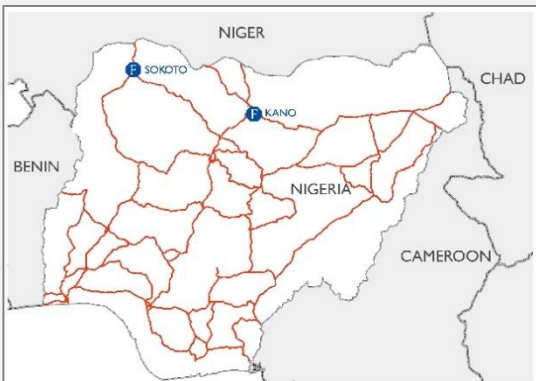 NIGER
F SOKOTO
CHAD
F KANO
BENIN
NIGERIA
CAMEROON